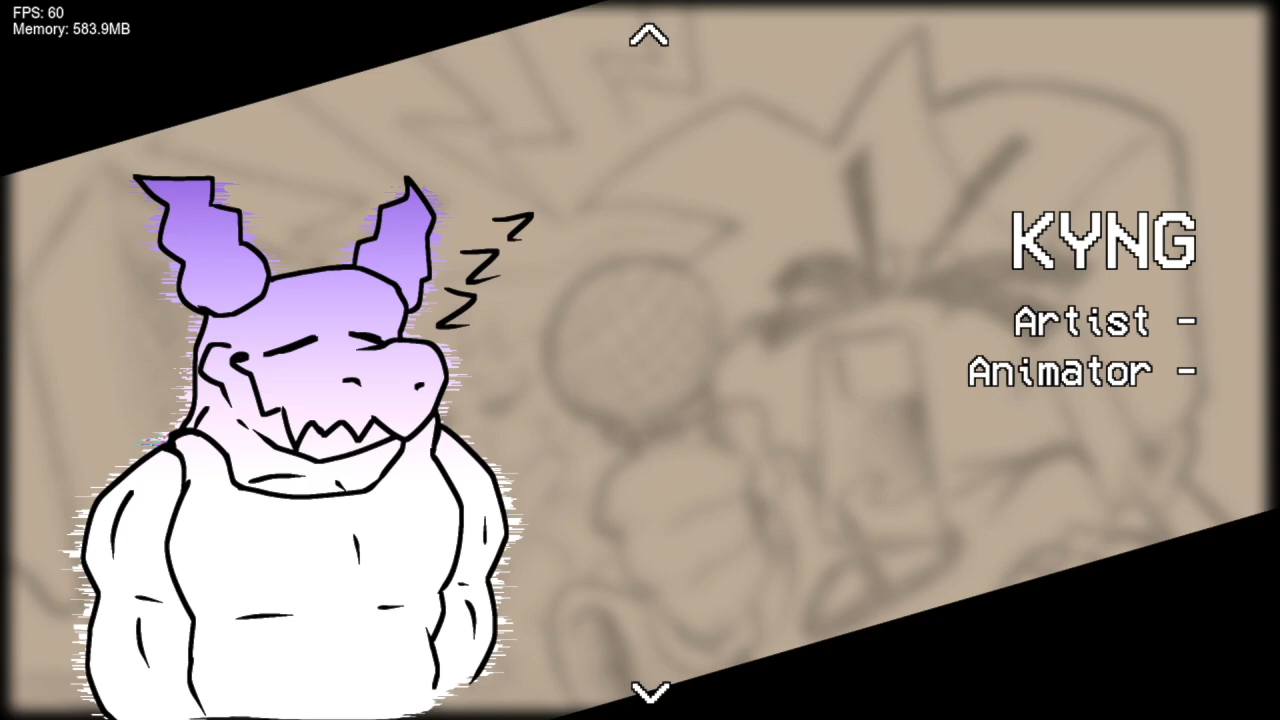 FPS: 60
Memory: 583.9MB
Z
Z
Z
KYNG
Artist -
Animator -